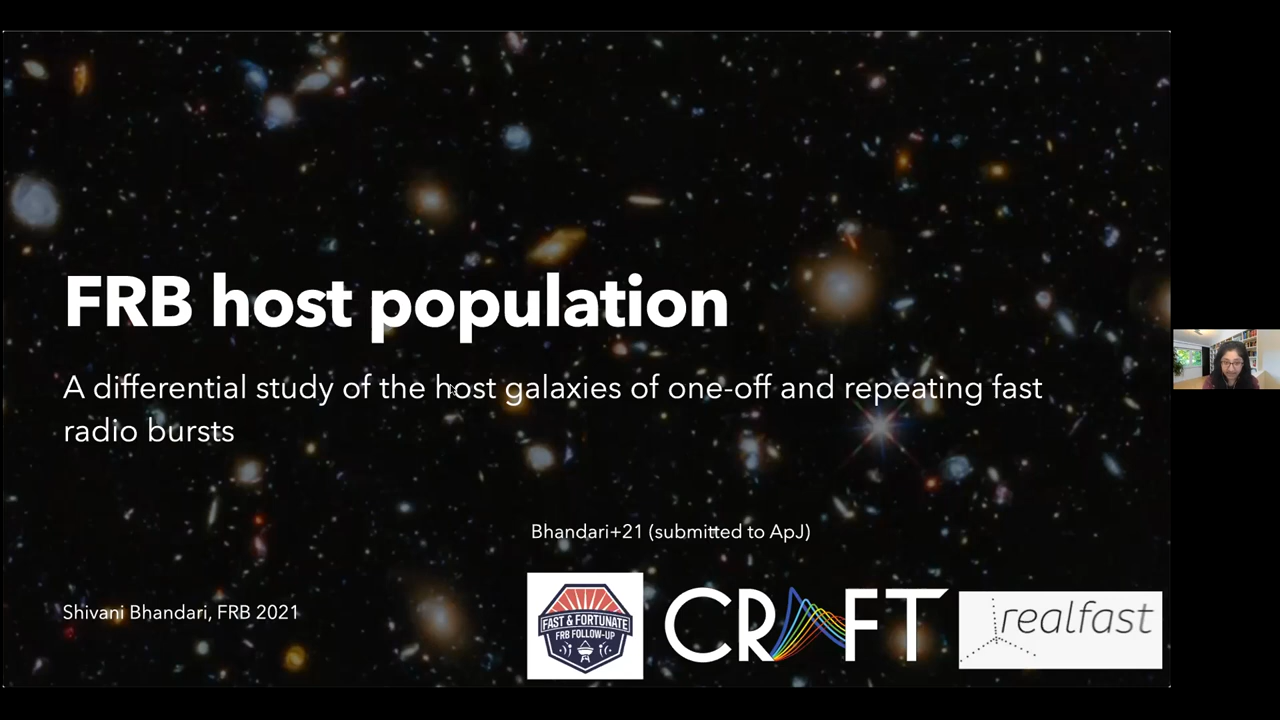 FRB host population
A differential study of the host galaxies of one-off and repeating fast
radio bursts
Bhandari+21 (submitted to ApJ)
Shivani Bhandari, FRB 2021
FAST & FORTUNATE
FRB FOLLOW-UP
CRAFT
realfast